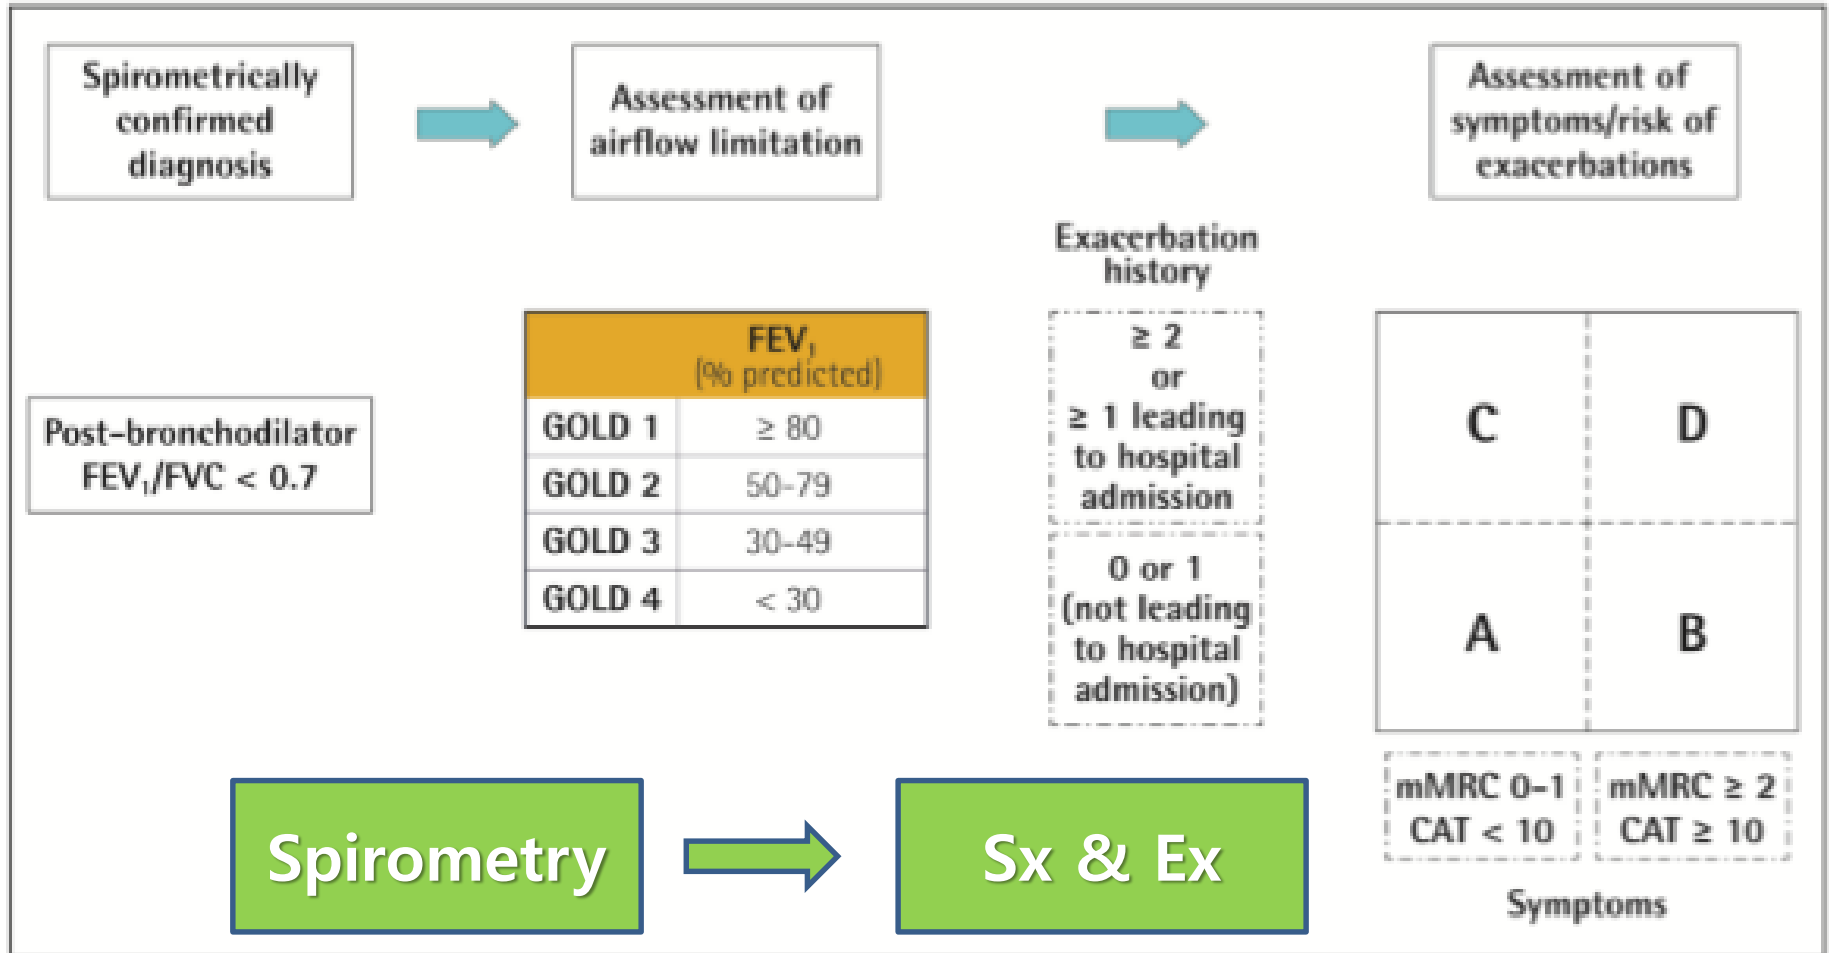 Spirometrically
confirmed
diagnosis
Assessment of
airflow limitation
Assessment of
symptoms/risk of
exacerbations
Post-bronchodilator
FEV₁/FVC < 0.7
FEV₁
(% predicted)
GOLD 1 ≥ 80
GOLD 2 50-79
GOLD 3 30-49
GOLD 4 < 30
Exacerbation
history
≥ 2
or
≥ 1 leading
to hospital
admission
0 or 1
(not leading
to hospital
admission)
C D
A B
mMRC 0-1
CAT < 10
mMRC ≥ 2
CAT ≥ 10
Symptoms
Spirometry
Sx & Ex